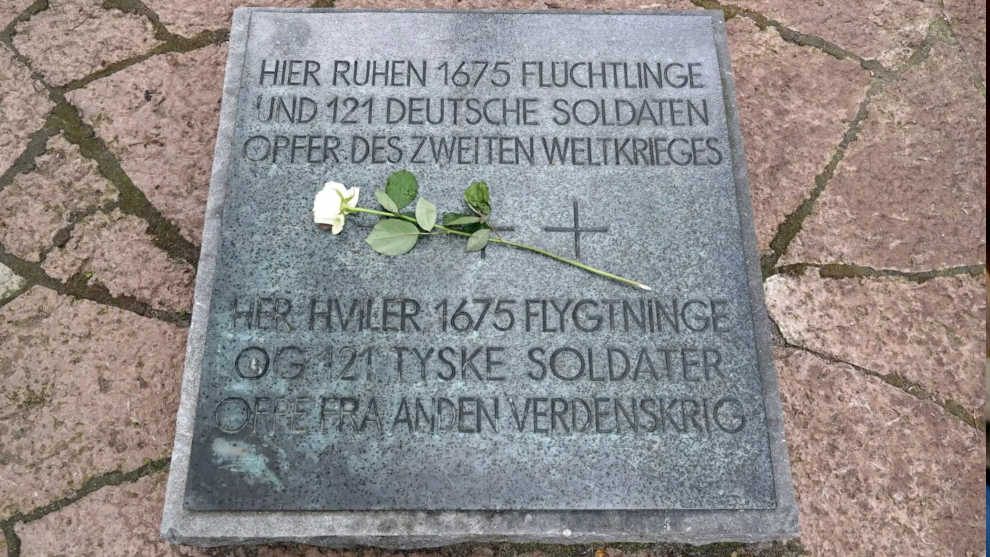 HIER RUHEN 1675 FLÜCHTLINGE
UND 121 DEUTSCHE SOLDATEN
OPFER DES ZWEITEN WELTKRIEGES
HER HVILER 1675 FLYGTNINGE
OG 121 TYSKE SOLDATER
OFRE FRA ANDEN VERDENSKRIG